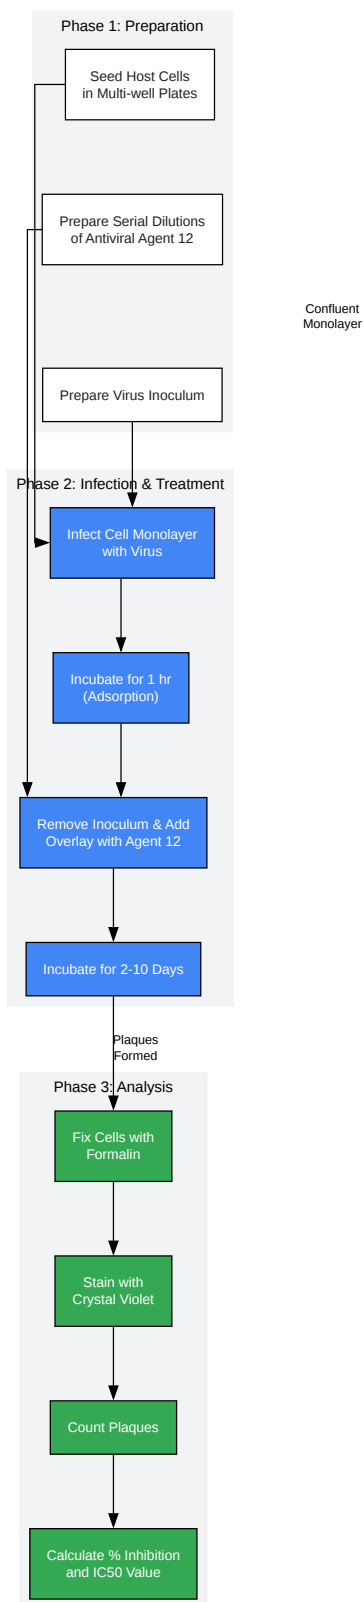 Phase 1: Preparation
Seed Host Cells
in Multi-well Plates
Prepare Serial Dilutions
of Antiviral Agent 12
Confluent
Monolayer
Prepare Virus Inoculum
Phase 2: Infection & Treatment
Infect Cell Monolayer
with Virus
Incubate for 1 hr
(Adsorption)
Remove Inoculum & Add
Overlay with Agent 12
Incubate for 2-10 Days
Plaques
Formed
Phase 3: Analysis
Fix Cells with
Formalin
Stain with
Crystal Violet
Count Plaques
Calculate % Inhibition
and IC50 Value